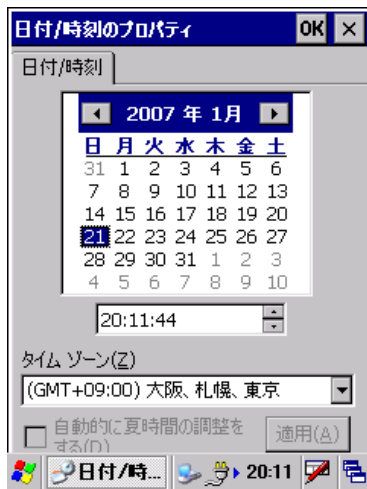 日付/時刻のプロパティ OK ×
日付/時刻
2007 年 1月
日 月 火 水 木 金 土
31 1 2 3 4 5 6
7 8 9 10 11 12 13
14 15 16 17 18 19 20
21 22 23 24 25 26 27
28 29 30 31 1 2 3
4 5 6 7 8 9 10
20:11:44
タイム ゾーン(Z)
(GMT+09:00) 大阪、札幌、東京
自動的に夏時間の調整を
する(D)
適用(A)
日付/時... 20:11